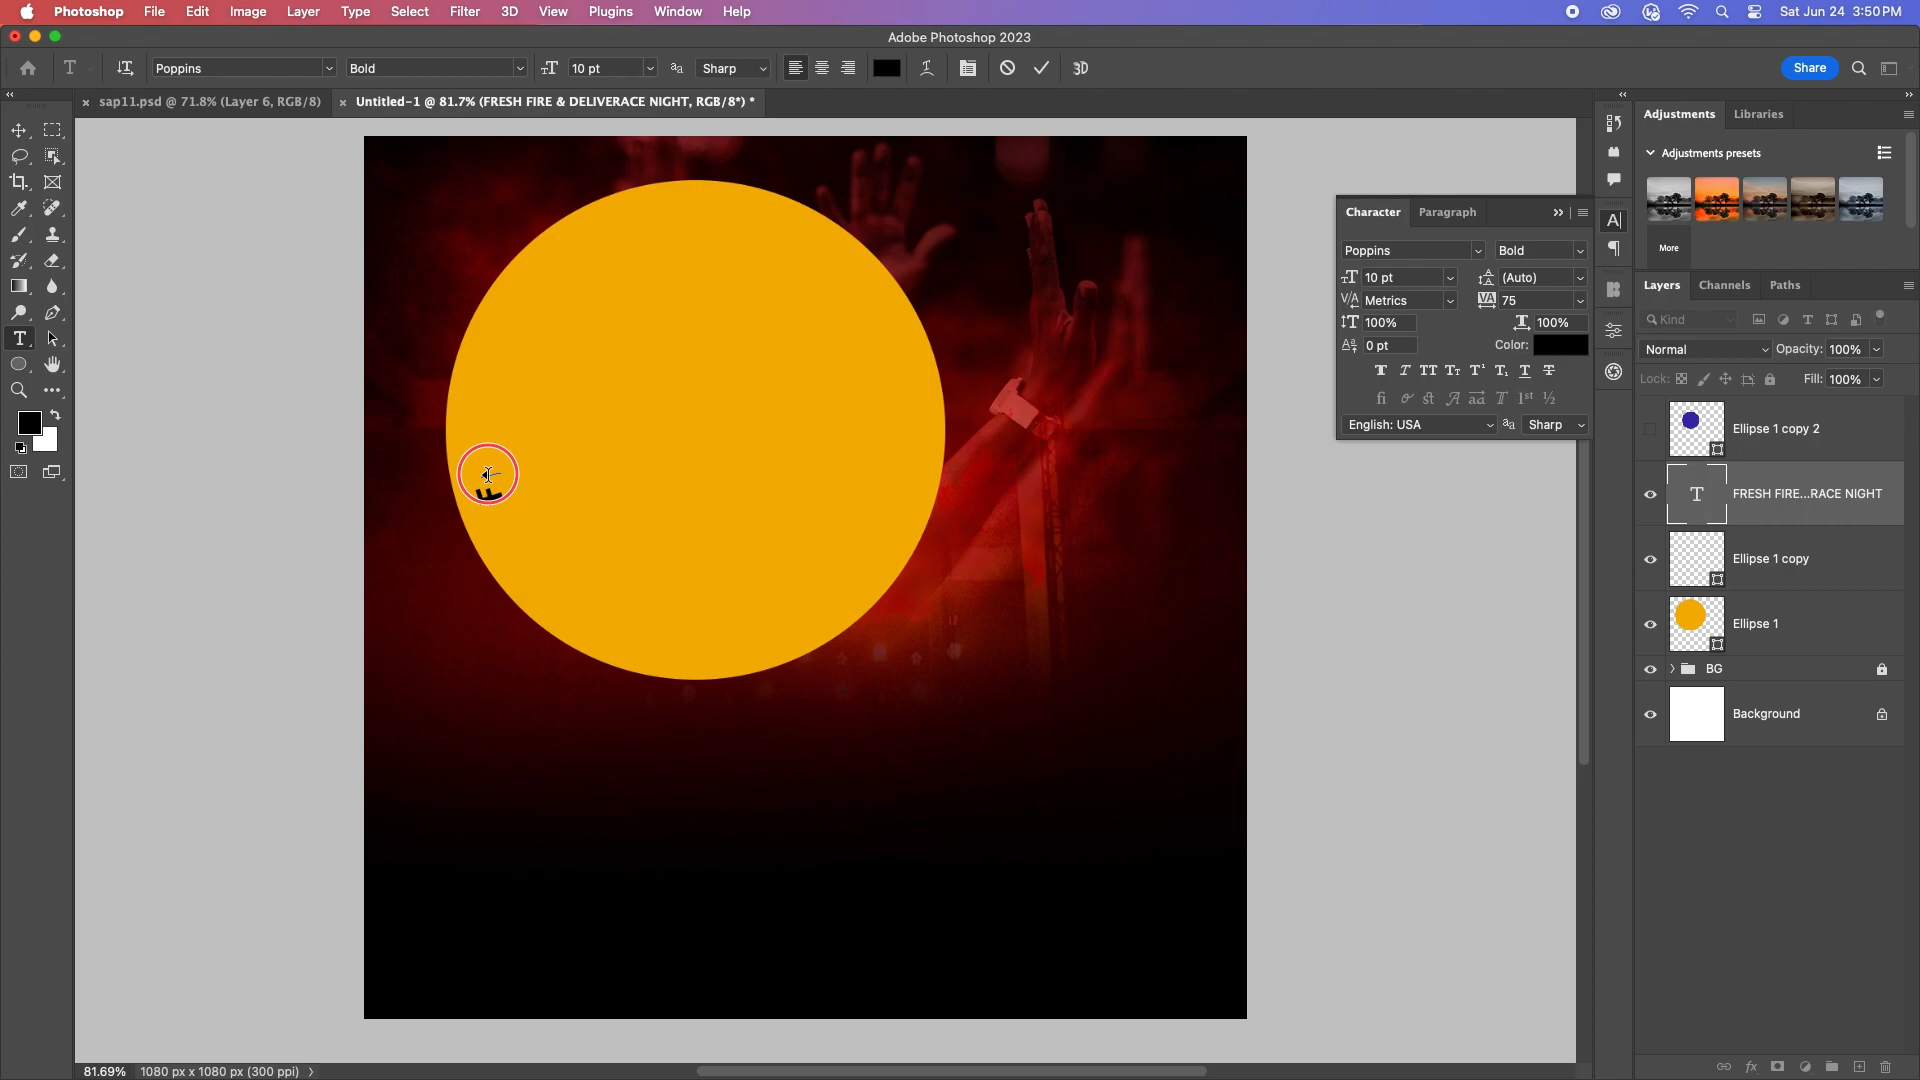 Photoshop File Edit Image Layer Type Select Filter 3D View Plugins Window Help Sat Jun 24 3:50 PM
Adobe Photoshop 2023
Poppins Bold 10 pt Sharp 3D Share
sap11.psd @ 71.8% (Layer 6, RGB/8) Untitled-1 @ 81.7% (FRESH FIRE & DELIVERACE NIGHT, RGB/8*) *
Adjustments Libraries
Adjustments presets
More
Character Paragraph
Poppins Bold
10 pt (Auto)
Metrics 75
100% 100%
0 pt Color:
English: USA Sharp
Layers Channels Paths
Kind
Normal Opacity: 100%
Lock: Fill: 100%
Ellipse 1 copy 2
FRESH FIRE...RACE NIGHT
Ellipse 1 copy
Ellipse 1
BG
Background
F
81.69% 1080 px x 1080 px (300 ppi)